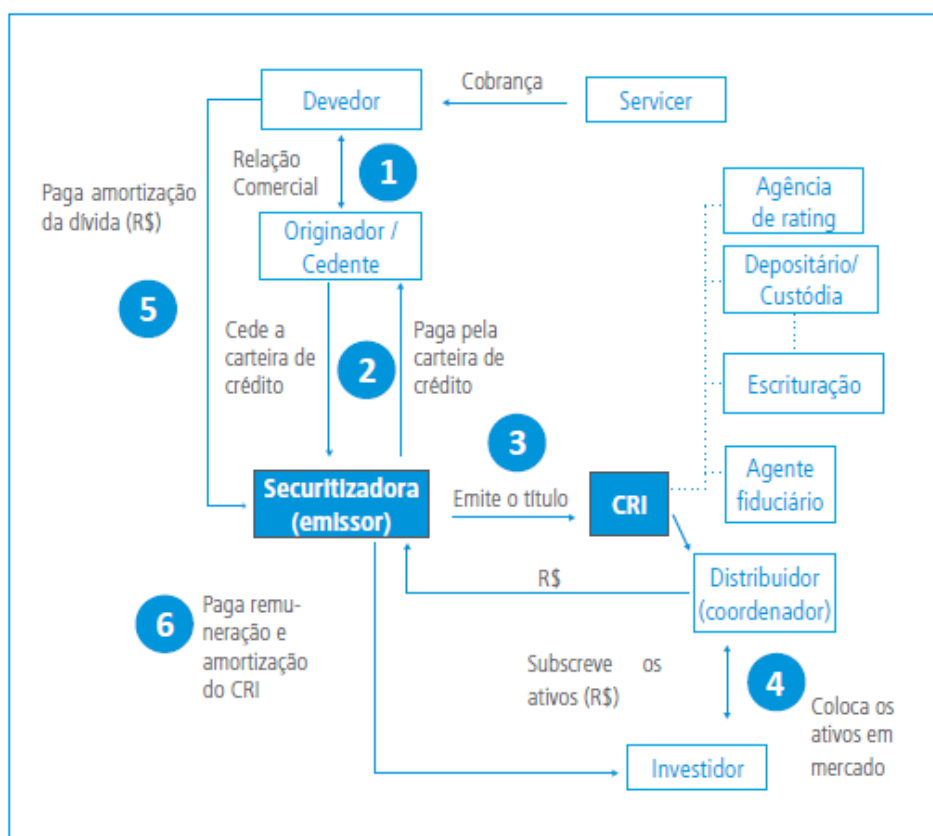 Cobrança
Devedor
Servicer
Relação
Comercial
1
Paga amortização
da dívida (R$)
Originador /
Cedente
Agência
de rating
Depositário/
Custódia
5
Cede a
carteira de
crédito
2
Paga pela
carteira de
crédito
Escrituração
3
Securitizadora
(emissor)
Emite o título
CRI
Agente
fiduciário
R$
Distribuidor
(coordenador)
6
Paga remu-
neração e
amortização
do CRI
Subscreve os
ativos (R$)
4
Coloca os
ativos em
mercado
Investidor